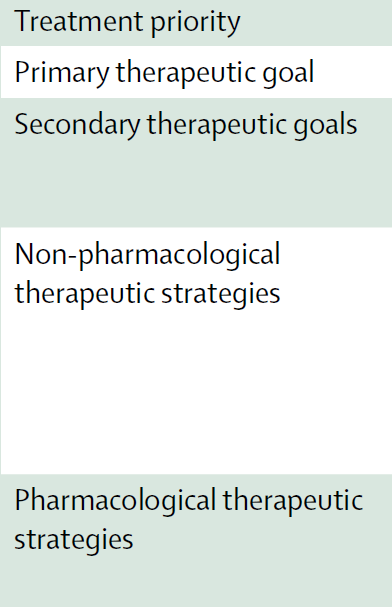 Treatment priority
Primary therapeutic goal
Secondary therapeutic goals
Non-pharmacological
therapeutic strategies
Pharmacological therapeutic
strategies